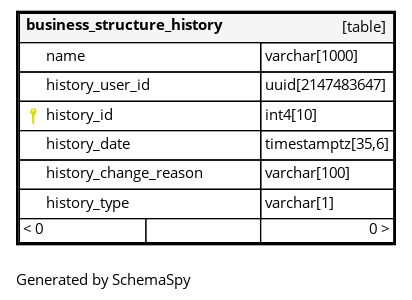 business_structure_history [table]
name varchar[1000]
history_user_id uuid[2147483647]
history_id int4[10]
history_date timestamptz[35,6]
history_change_reason varchar[100]
history_type varchar[1]
< 0 0 >
Generated by SchemaSpy